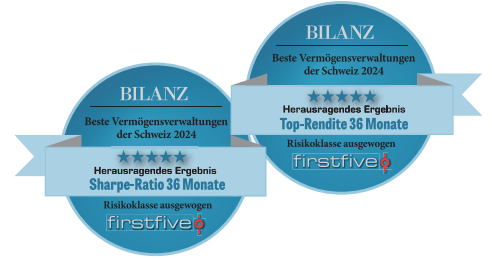 BILANZ
Beste Vermögensverwaltungen
der Schweiz 2024
Herausragendes Ergebnis
Sharpe-Ratio 36 Monate
Risikoklasse ausgewogen
firstfive
BILANZ
Beste Vermögensverwaltungen
der Schweiz 2024
Herausragendes Ergebnis
Top-Rendite 36 Monate
Risikoklasse ausgewogen
firstfive